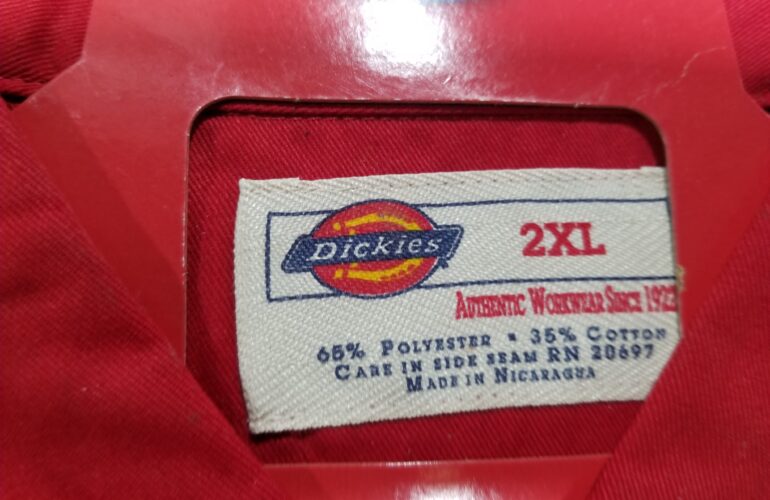 Dickies
2XL
Authentic Workwear Since 1922
65% Polyester • 35% Cotton
Care in side seam RN 20697
Made in Nicaragua